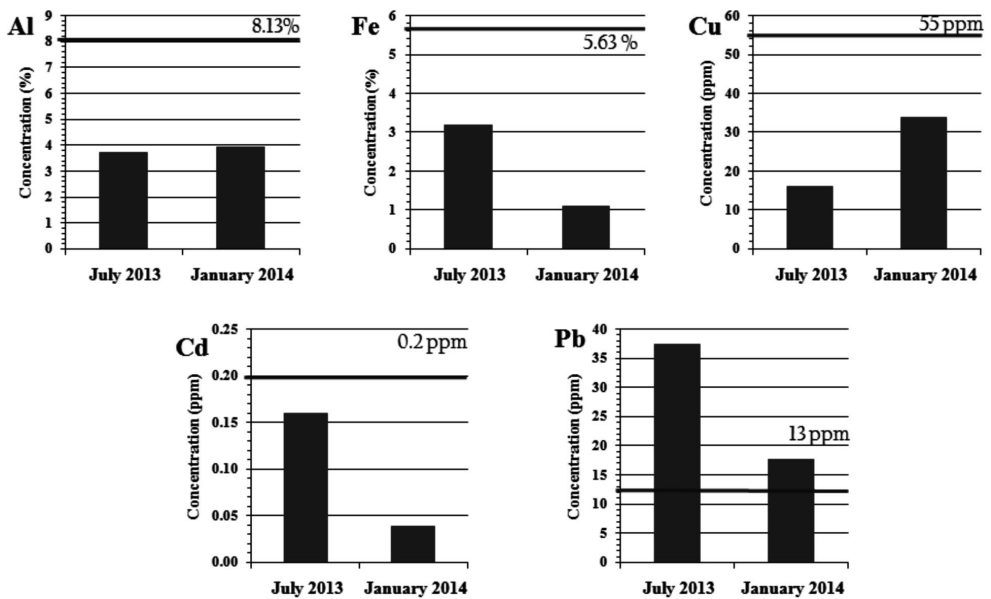 Al
Concentration (%)
9
8
7
6
5
4
3
2
1
0
8.13%
July 2013 January 2014
Fe
Concentration (%)
6
5
4
3
2
1
0
5.63 %
July 2013 January 2014
Cu
Concentration (ppm)
60
50
40
30
20
10
0
55 ppm
July 2013 January 2014
Cd
Concentration (ppm)
0.25
0.20
0.15
0.10
0.05
0.00
0.2 ppm
July 2013 January 2014
Pb
Concentration (ppm)
40
35
30
25
20
15
10
5
0
13 ppm
July 2013 January 2014